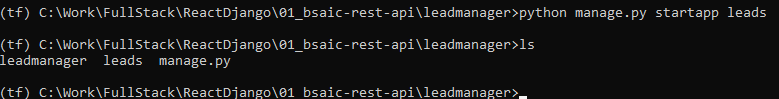 (tf) C:\Work\FullStack\ReactDjango\01_bsaic-rest-api\leadmanager>python manage.py startapp leads
(tf) C:\Work\FullStack\ReactDjango\01_bsaic-rest-api\leadmanager>ls
leadmanager  leads  manage.py
(tf) C:\Work\FullStack\ReactDjango\01_bsaic-rest-api\leadmanager>